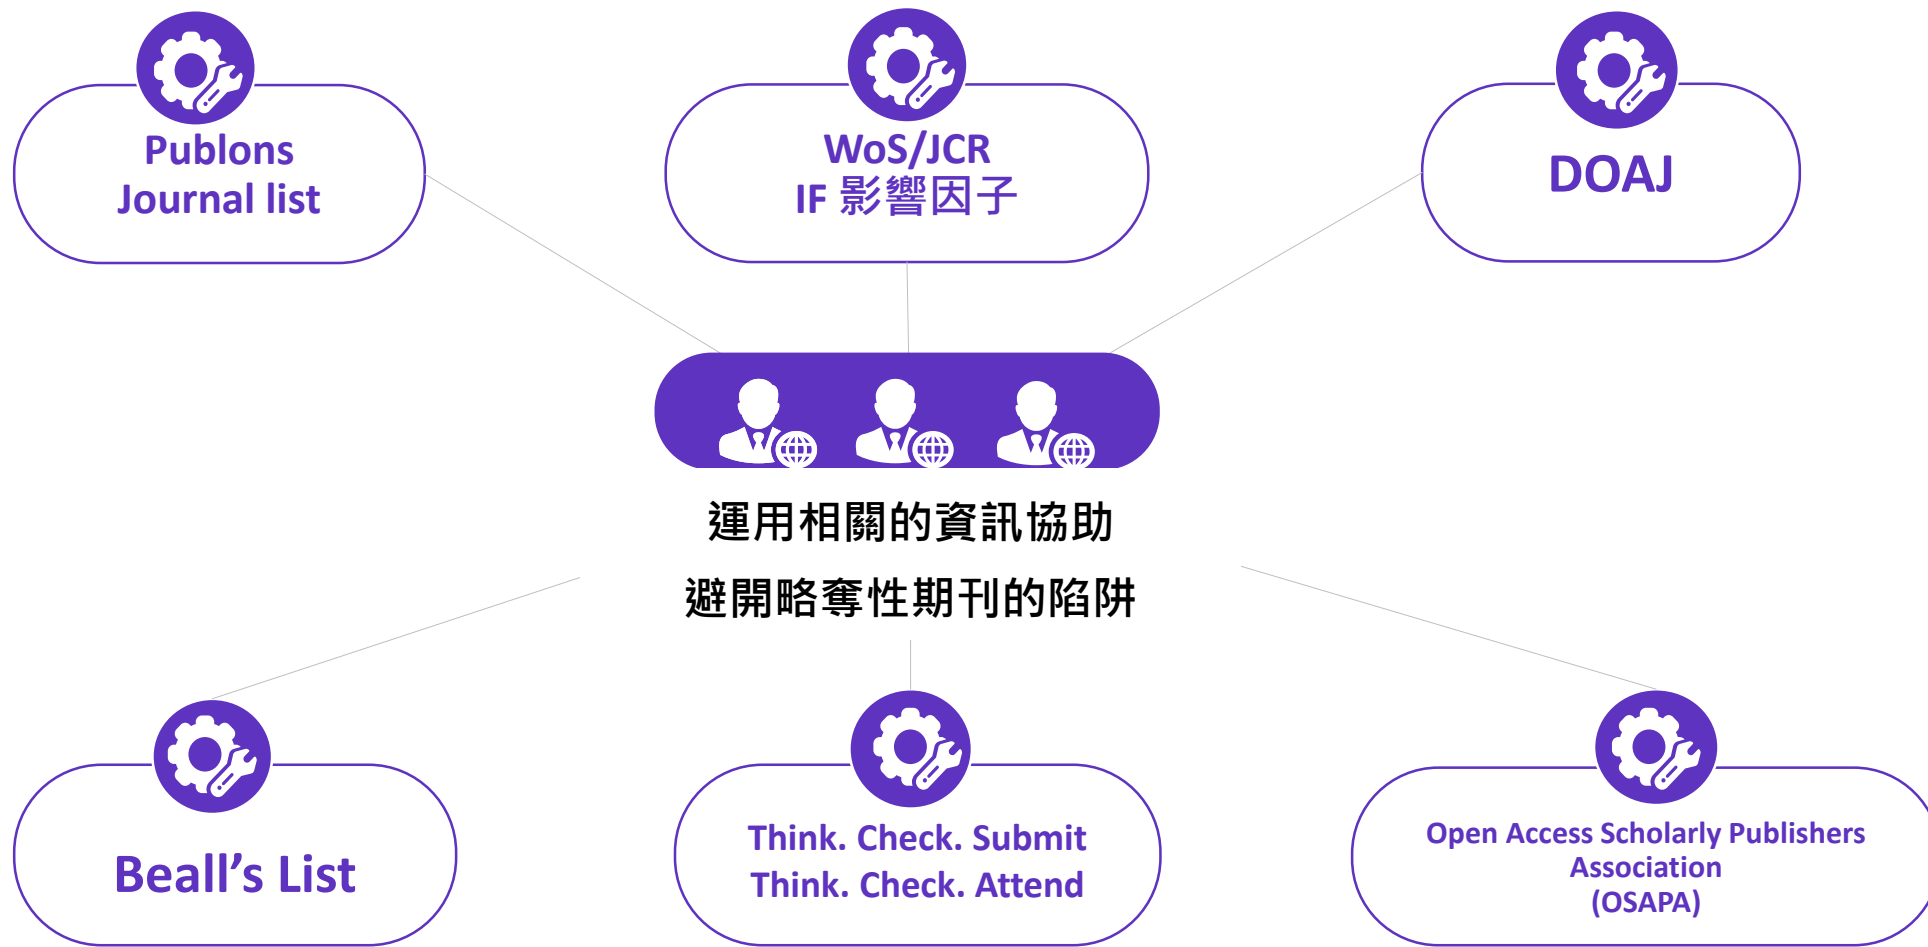 Publons
Journal list
WoS/JCR
IF 影響因子
DOAJ
運用相關的資訊協助
避開略奪性期刊的陷阱
Beall’s List
Think. Check. Submit
Think. Check. Attend
Open Access Scholarly Publishers
Association
(OSAPA)